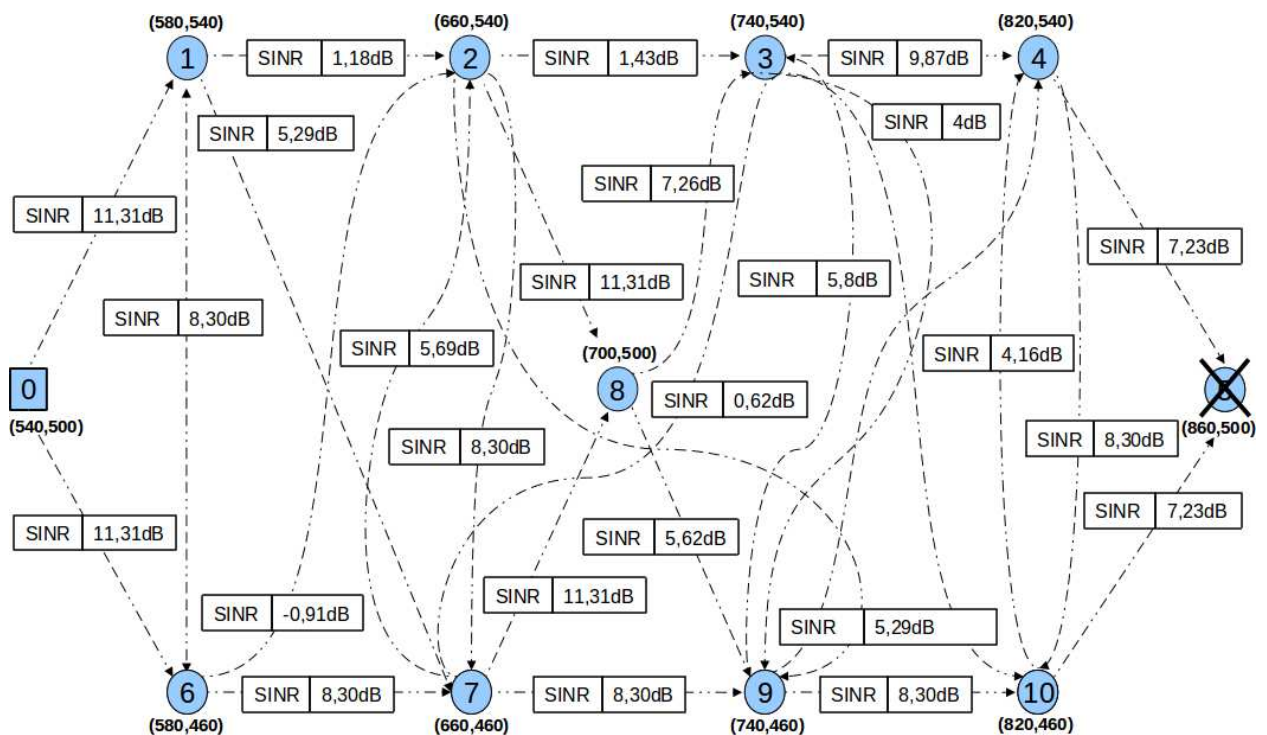 (580,540)
(660,540)
(740,540)
(820,540)
1
SINR 1,18dB
2
SINR 1,43dB
3
SINR 9,87dB
4
SINR 5,29dB
SINR 4dB
SINR 7,26dB
SINR 11,31dB
SINR 7,23dB
SINR 11,31dB
SINR 5,8dB
SINR 8,30dB
SINR 5,69dB
SINR 4,16dB
(700,500)
0
8
SINR 0,62dB
(540,500)
(860,500)
SINR 8,30dB
SINR 8,30dB
SINR 7,23dB
SINR 11,31dB
SINR 5,62dB
SINR 11,31dB
SINR -0,91dB
SINR 5,29dB
6
SINR 8,30dB
7
SINR 8,30dB
9
SINR 8,30dB
10
(580,460)
(660,460)
(740,460)
(820,460)